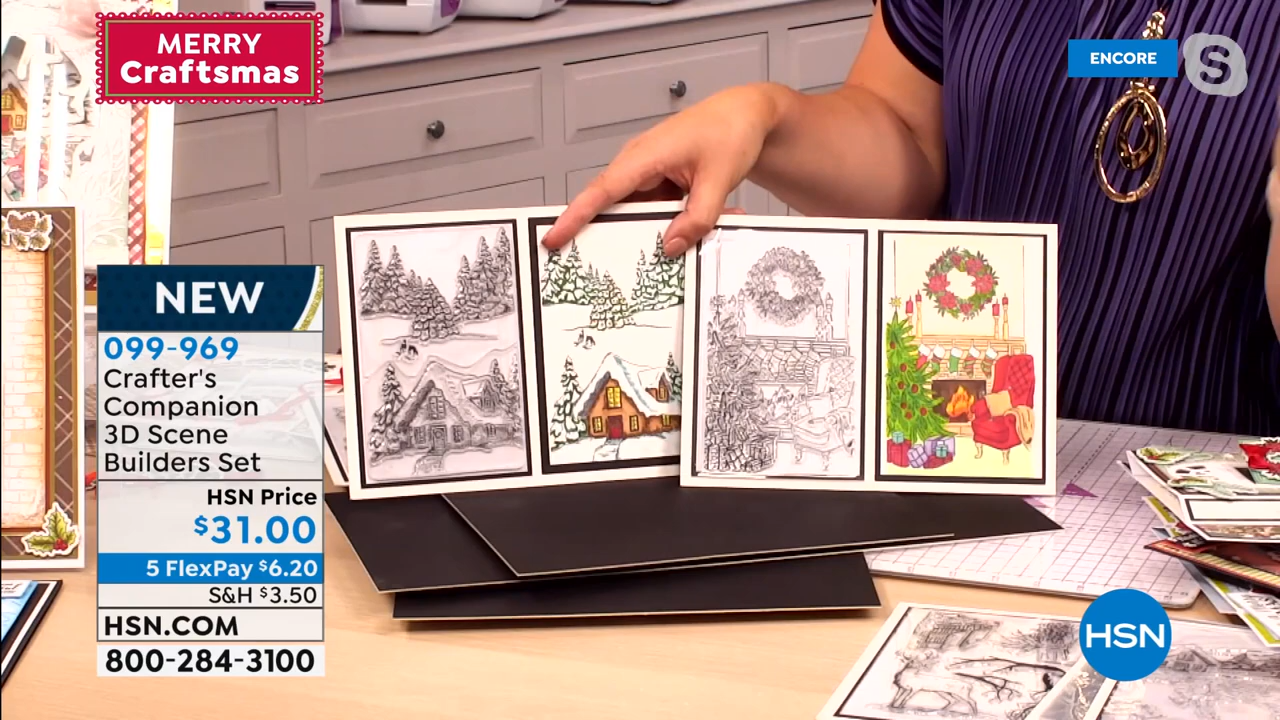 MERRY
Craftsmas
ENCORE
S
NEW
099-969
Crafter's
Companion
3D Scene
Builders Set
HSN Price
$31.00
5 FlexPay $6.20
S&H $3.50
HSN.COM
800-284-3100
HSN